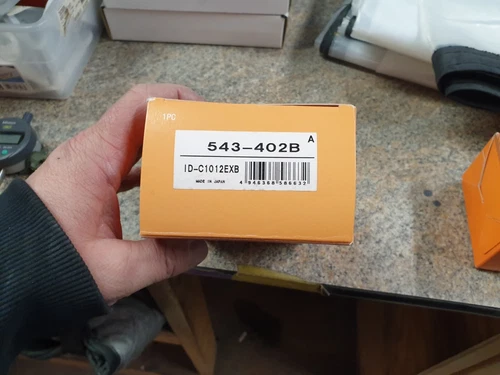 1PC
543-402B
A
ID-C1012EXB
MADE IN JAPAN